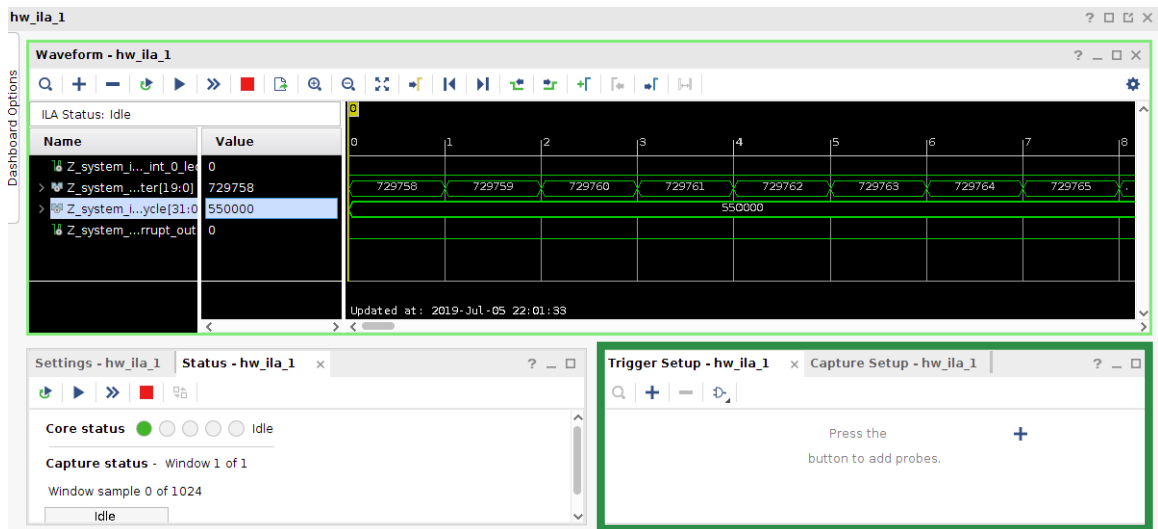 hw_ila_1
Dashboard Options
Waveform - hw_ila_1
ILA Status: Idle
Name Value
Z_system_i..._int_0_lec 0
Z_system_...ter[19:0] 729758
Z_system_i...ycle[31:0 550000
Z_system_...rrupt_out 0
0
0 1 2 3 4 5 6 7 8
729758 729759 729760 729761 729762 729763 729764 729765 .
550000
Updated at: 2019-Jul-05 22:01:33
Settings - hw_ila_1 Status - hw_ila_1
Core status Idle
Capture status - Window 1 of 1
Window sample 0 of 1024
Idle
Trigger Setup - hw_ila_1 Capture Setup - hw_ila_1
Press the
button to add probes.